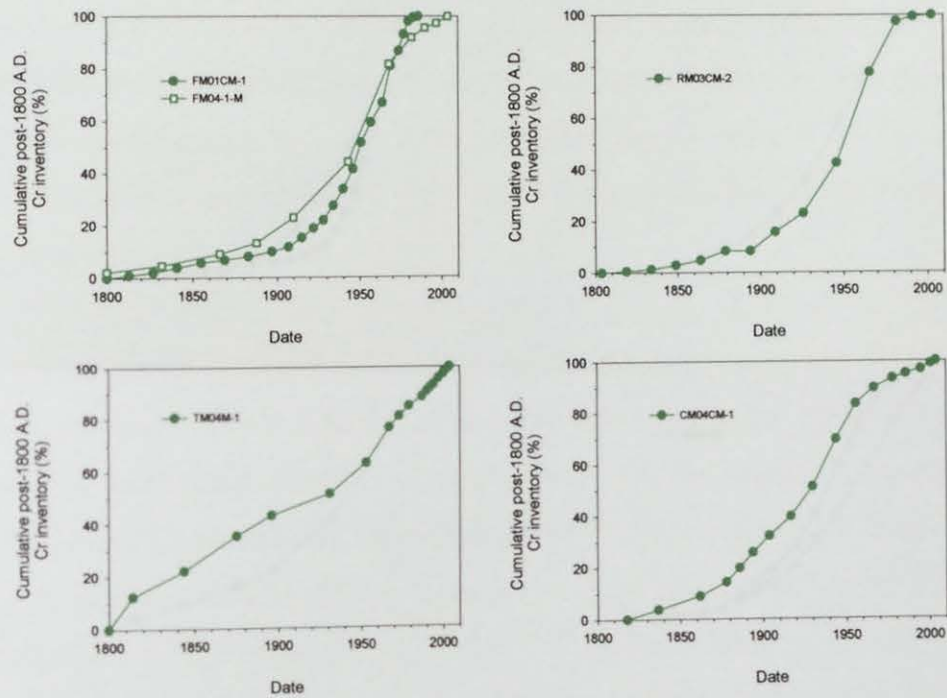 Cumulative post-1800 A.D.
Cr inventory (%)
100
80
60
40
20
0
FM01CM-1
FM04-1-M
1800
1850
1900
1950
2000
Date
Cumulative post-1800 A.D.
Cr inventory (%)
100
80
60
40
20
0
RM03CM-2
1800
1850
1900
1950
2000
Date
Cumulative post-1800 A.D.
Cr inventory (%)
100
80
60
40
20
0
TM04M-1
1800
1850
1900
1950
2000
Date
Cumulative post-1800 A.D.
Cr inventory (%)
100
80
60
40
20
0
CM04CM-1
1800
1850
1900
1950
2000
Date